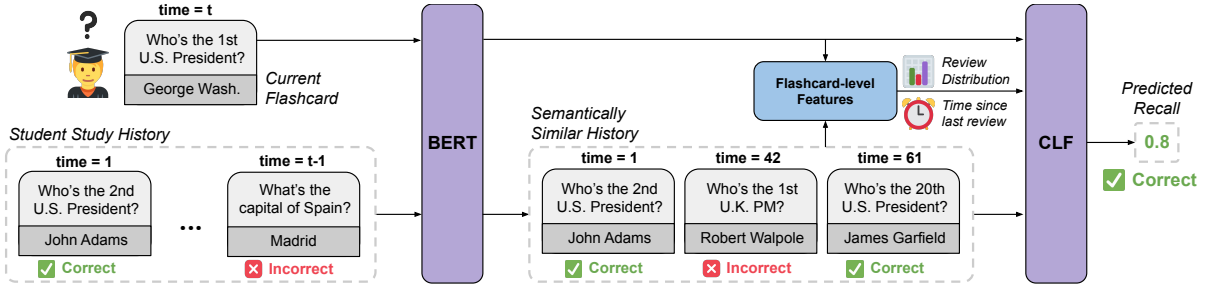 time = t
Who's the 1st
U.S. President?
George Wash.
Current
Flashcard
Student Study History
time = 1
Who's the 2nd
U.S. President?
John Adams
✅ Correct
...
time = t-1
What's the
capital of Spain?
Madrid
❌ Incorrect
BERT
Semantically
Similar History
time = 1
Who's the 2nd
U.S. President?
John Adams
✅ Correct
time = 42
Who's the 1st
U.K. PM?
Robert Walpole
❌ Incorrect
time = 61
Who's the 20th
U.S. President?
James Garfield
✅ Correct
Flashcard-level
Features
Review
Distribution
Time since
last review
CLF
Predicted
Recall
0.8
✅ Correct